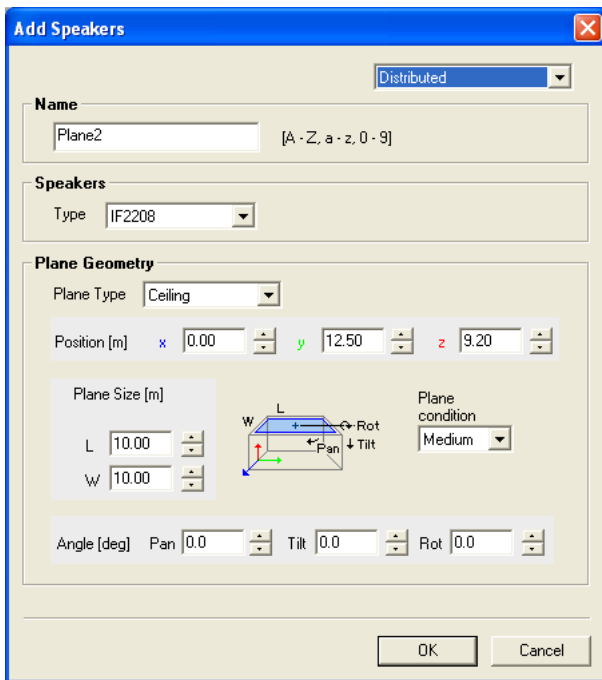 Add Speakers
Distributed
Name
Plane2 [A - Z, a - z, 0 - 9]
Speakers
Type IF2208
Plane Geometry
Plane Type Ceiling
Position [m] x 0.00 y 12.50 z 9.20
Plane Size [m]
L 10.00
W 10.00
L
W
Rot
Pan Tilt
Plane
condition
Medium
Angle [deg] Pan 0.0 Tilt 0.0 Rot 0.0
OK Cancel